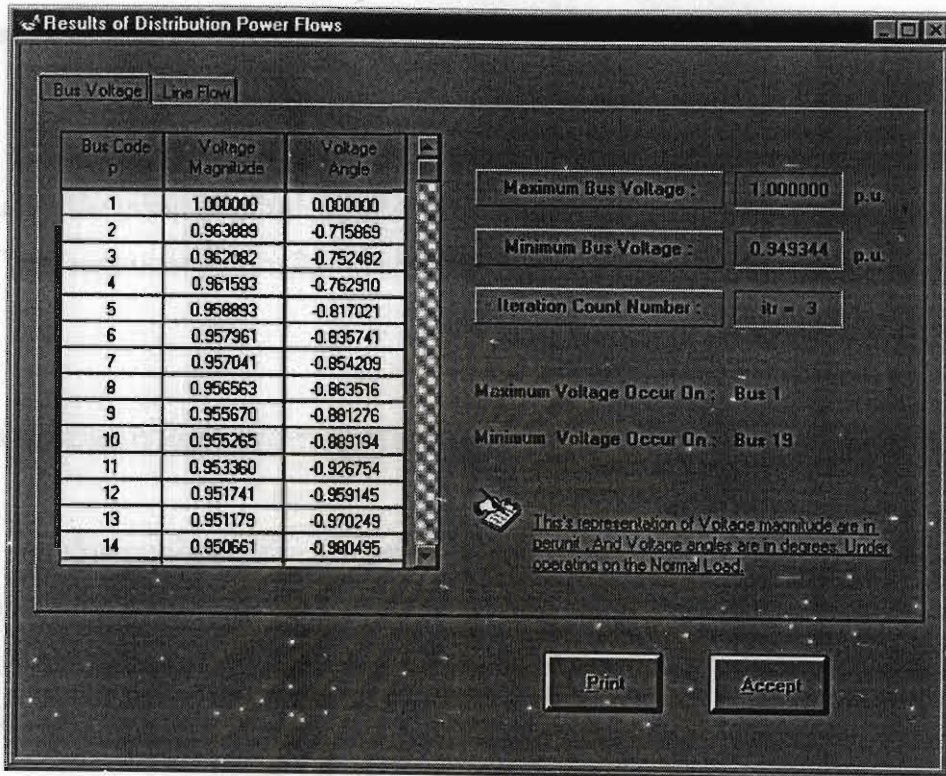 Results of Distribution Power Flows
Bus Voltage Line Flow
Bus Code p Voltage Magnitude Voltage Angle
1 1.000000 0.000000
2 0.963889 -0.715869
3 0.962082 -0.752482
4 0.961593 -0.762910
5 0.958893 -0.817021
6 0.957961 -0.835741
7 0.957041 -0.854209
8 0.956563 -0.863516
9 0.955670 -0.881276
10 0.955265 -0.889194
11 0.953360 -0.926754
12 0.951741 -0.959145
13 0.951179 -0.970249
14 0.950661 -0.980495
Maximum Bus Voltage : 1.000000 p.u.
Minimum Bus Voltage : 0.949344 p.u.
Iteration Count Number : itr = 3
Maximum Voltage Occur On : Bus 1
Minimum Voltage Occur On : Bus 19
This's representation of Voltage magnitude are in
perunit . And Voltage angles are in degrees. Under
operating on the Normal Load.
Print Accept